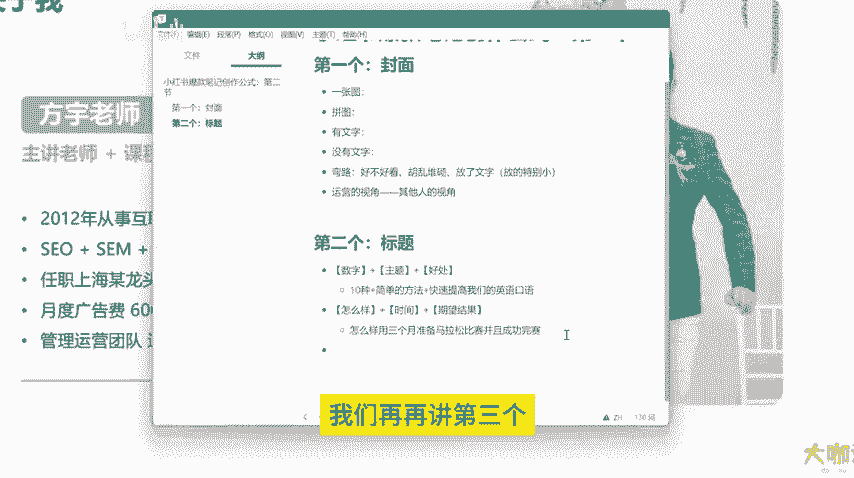 于我
文件(F) 编辑(E) 段落(P) 格式(O) 视图(V) 主题(T) 帮助(H)
文件 大纲
小红书爆款笔记创作公式：第二节
第一个：封面
第二个：标题
第一个：封面
一张图：
拼图：
有文字：
没有文字：
弯路：好不好看、胡乱堆砌、放了文字（放的特别小）
运营的视角——其他人的视角
第二个：标题
【数字】+【主题】+【好处】
10种+简单的方法+快速提高我们的英语口语
【怎么样】+【时间】+【期望结果】
怎么样用三个月准备马拉松比赛并且成功完赛
ZH 130 词
方宇老师
主讲老师 + 课程
2012年从事互联
SEO + SEM +
任职上海某龙头
月度广告费 600
管理运营团队
我们再再讲第三个
大咖